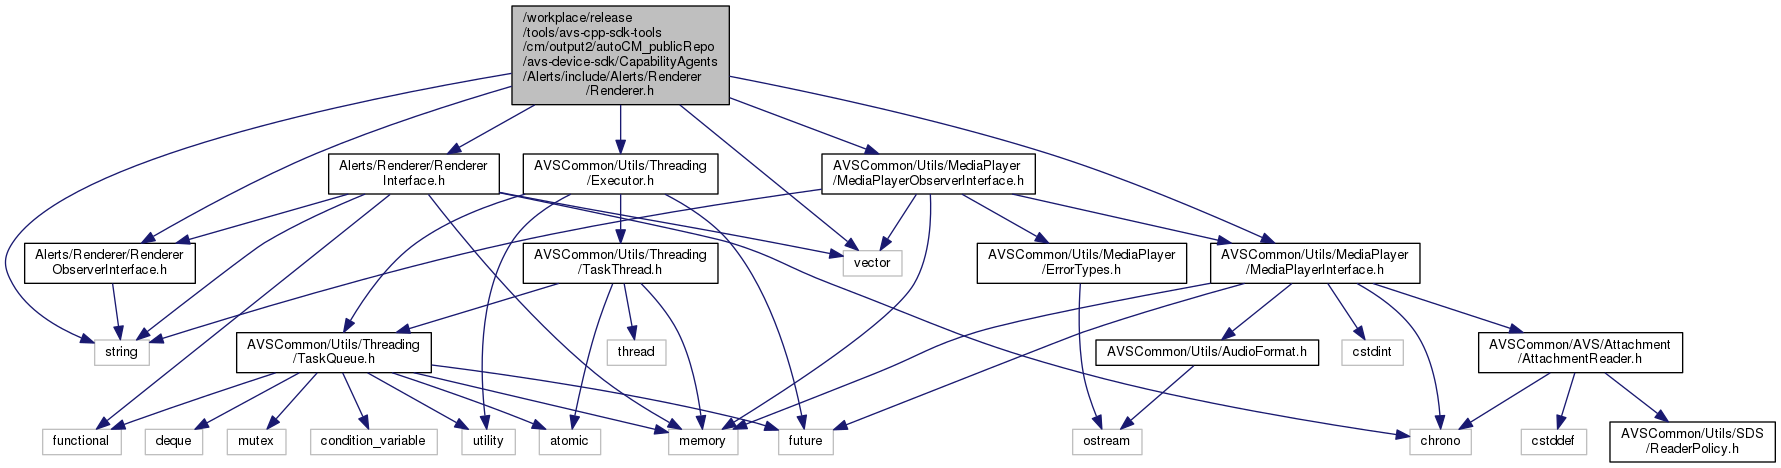 /workplace/release
/tools/avs-cpp-sdk-tools
/cm/output2/autoCM_publicRepo
/avs-device-sdk/CapabilityAgents
/Alerts/include/Alerts/Renderer
/Renderer.h
Alerts/Renderer/Renderer
Interface.h
AVSCommon/Utils/Threading
/Executor.h
AVSCommon/Utils/MediaPlayer
/MediaPlayerObserverInterface.h
Alerts/Renderer/Renderer
ObserverInterface.h
AVSCommon/Utils/Threading
/TaskThread.h
vector
AVSCommon/Utils/MediaPlayer
/ErrorTypes.h
AVSCommon/Utils/MediaPlayer
/MediaPlayerInterface.h
string
AVSCommon/Utils/Threading
/TaskQueue.h
thread
AVSCommon/Utils/AudioFormat.h
cstdint
AVSCommon/AVS/Attachment
/AttachmentReader.h
functional
deque
mutex
condition_variable
utility
atomic
memory
future
ostream
chrono
cstddef
AVSCommon/Utils/SDS
/ReaderPolicy.h